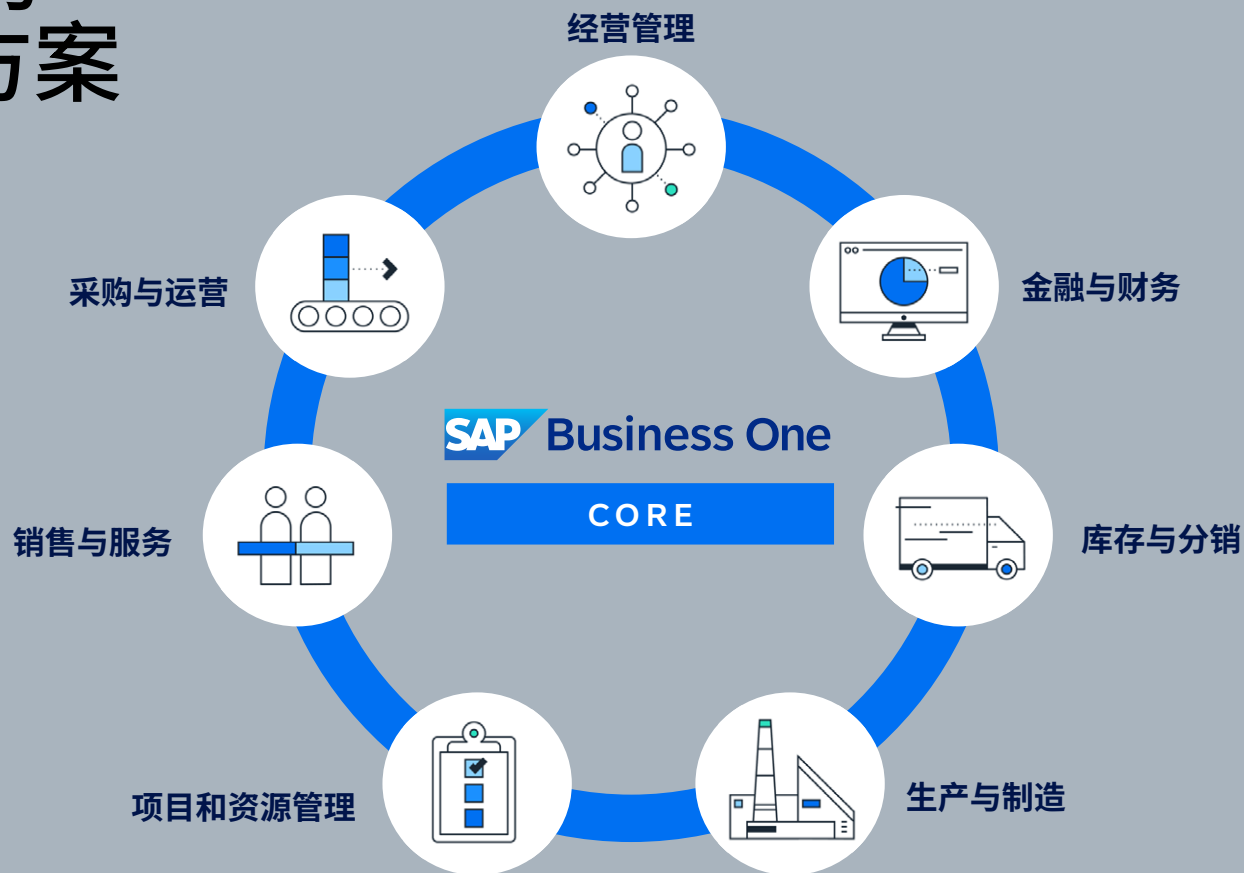 方案
经营管理
采购与运营
金融与财务
SAP Business One
CORE
销售与服务
库存与分销
项目和资源管理
生产与制造